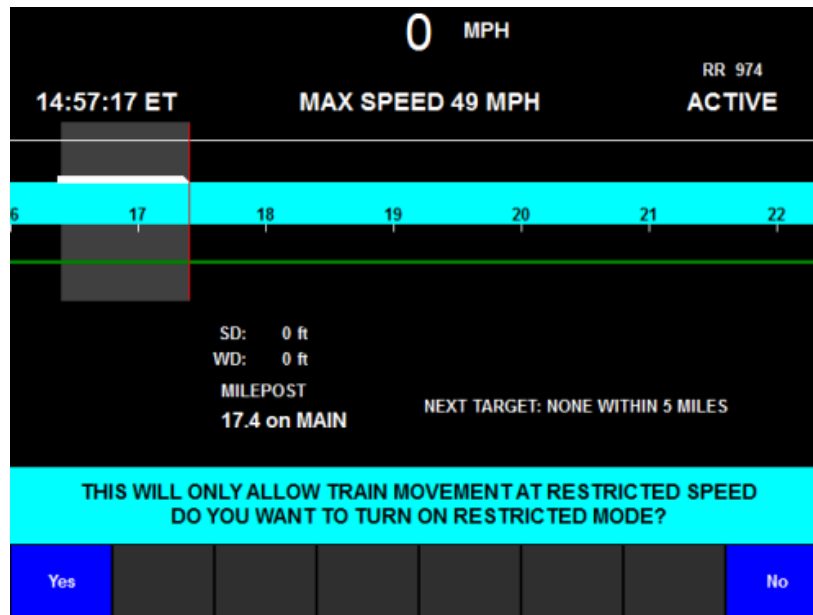 0 MPH
RR 974
14:57:17 ET MAX SPEED 49 MPH ACTIVE
6 17 18 19 20 21 22
SD: 0 ft
WD: 0 ft
MILEPOST
17.4 on MAIN
NEXT TARGET: NONE WITHIN 5 MILES
THIS WILL ONLY ALLOW TRAIN MOVEMENT AT RESTRICTED SPEED
DO YOU WANT TO TURN ON RESTRICTED MODE?
Yes No